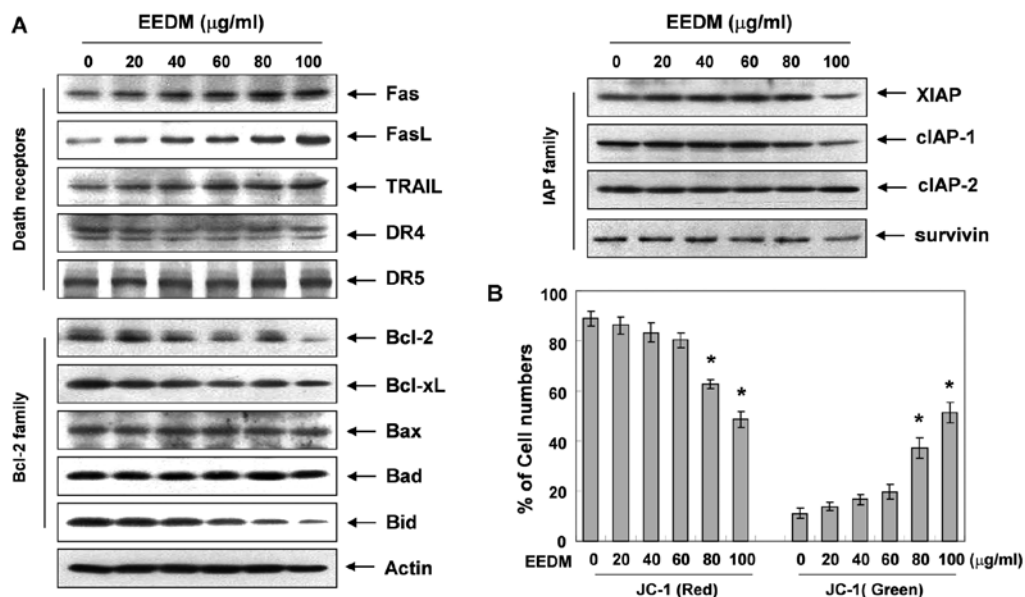 A
EEDM (μg/ml)
0 20 40 60 80 100
Death receptors
Fas
FasL
TRAIL
DR4
DR5
Bcl-2 family
Bcl-2
Bcl-xL
Bax
Bad
Bid
Actin
EEDM (μg/ml)
0 20 40 60 80 100
IAP family
XIAP
cIAP-1
cIAP-2
survivin
B
% of Cell numbers
100
80
60
40
20
0
* * * *
EEDM 0 20 40 60 80 100 0 20 40 60 80 100 (μg/ml)
JC-1 (Red) JC-1( Green)